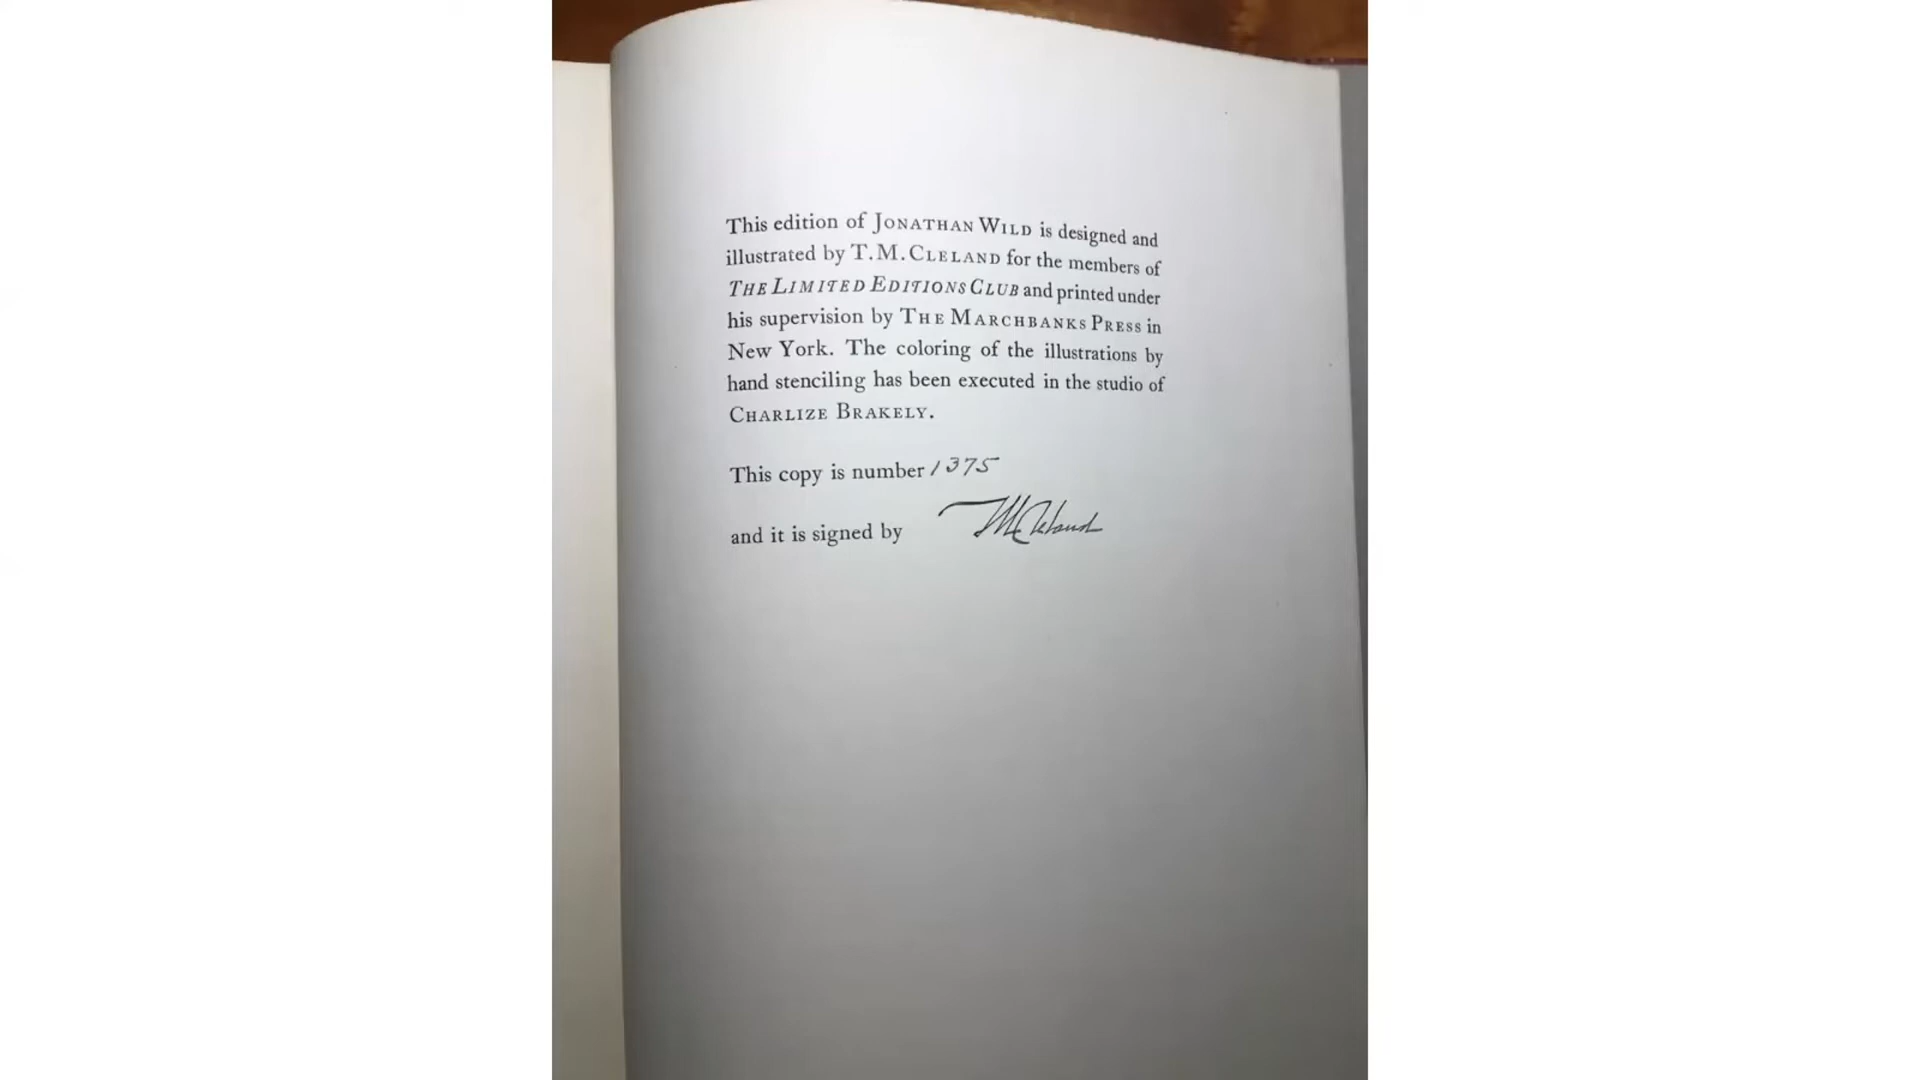 This edition of JONATHAN WILD is designed and
illustrated by T. M. CLELAND for the members of
THE LIMITED EDITIONS CLUB and printed under
his supervision by THE MARCHBANKS PRESS in
New York. The coloring of the illustrations by
hand stenciling has been executed in the studio of
CHARLIZE BRAKELY.
This copy is number 1375
and it is signed by TMCleland